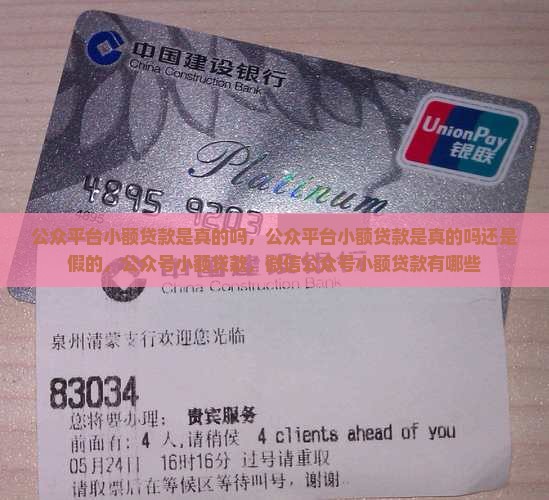 中国建设银行
China Construction Bank
UnionPay
银联
Platinum
4895 9203
4895
公众平台小额贷款是真的吗，公众平台小额贷款是真的吗还是
假的 公众号小额贷款 微信公众号小额贷款有哪些
China Construction Bank
泉州清蒙支行欢迎您光临
83034
您将要办理： 贵宾服务
前面有: 4 人,请稍候 4 clients ahead of you
05月24日 16时16分 过号请重取
请取票后在等候区等待叫号，谢谢